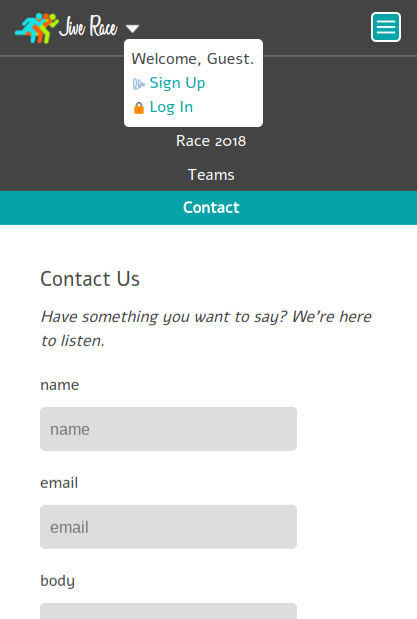 Jive Race
Welcome, Guest.
Sign Up
Log In
Race 2018
Teams
Contact
Contact Us
Have something you want to say? We're here
to listen.
name
name
email
email
body